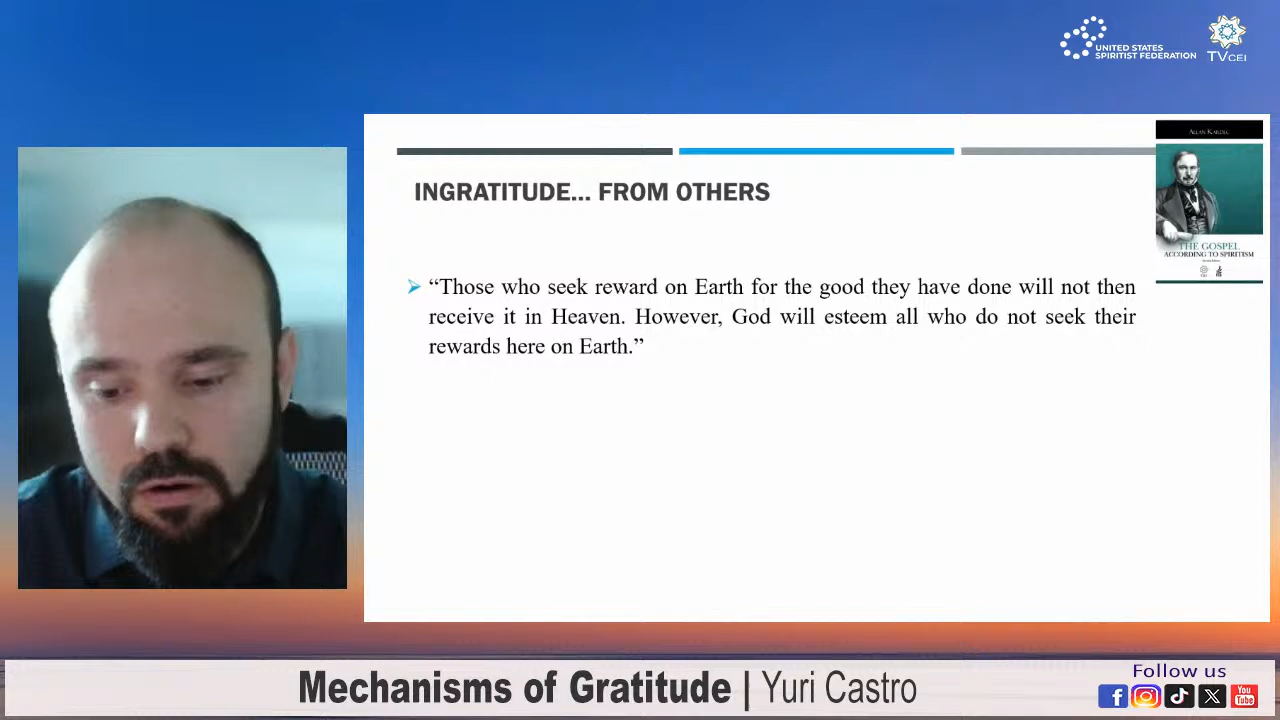 UNITED STATES
SPIRITIST FEDERATION
TVCEI
ALLAN KARDEC
INGRATITUDE... FROM OTHERS
THE GOSPEL
ACCORDING TO SPIRITISM
➤ “Those who seek reward on Earth for the good they have done will not then
receive it in Heaven. However, God will esteem all who do not seek their
rewards here on Earth.”
Mechanisms of Gratitude | Yuri Castro
Follow us
You
Tube